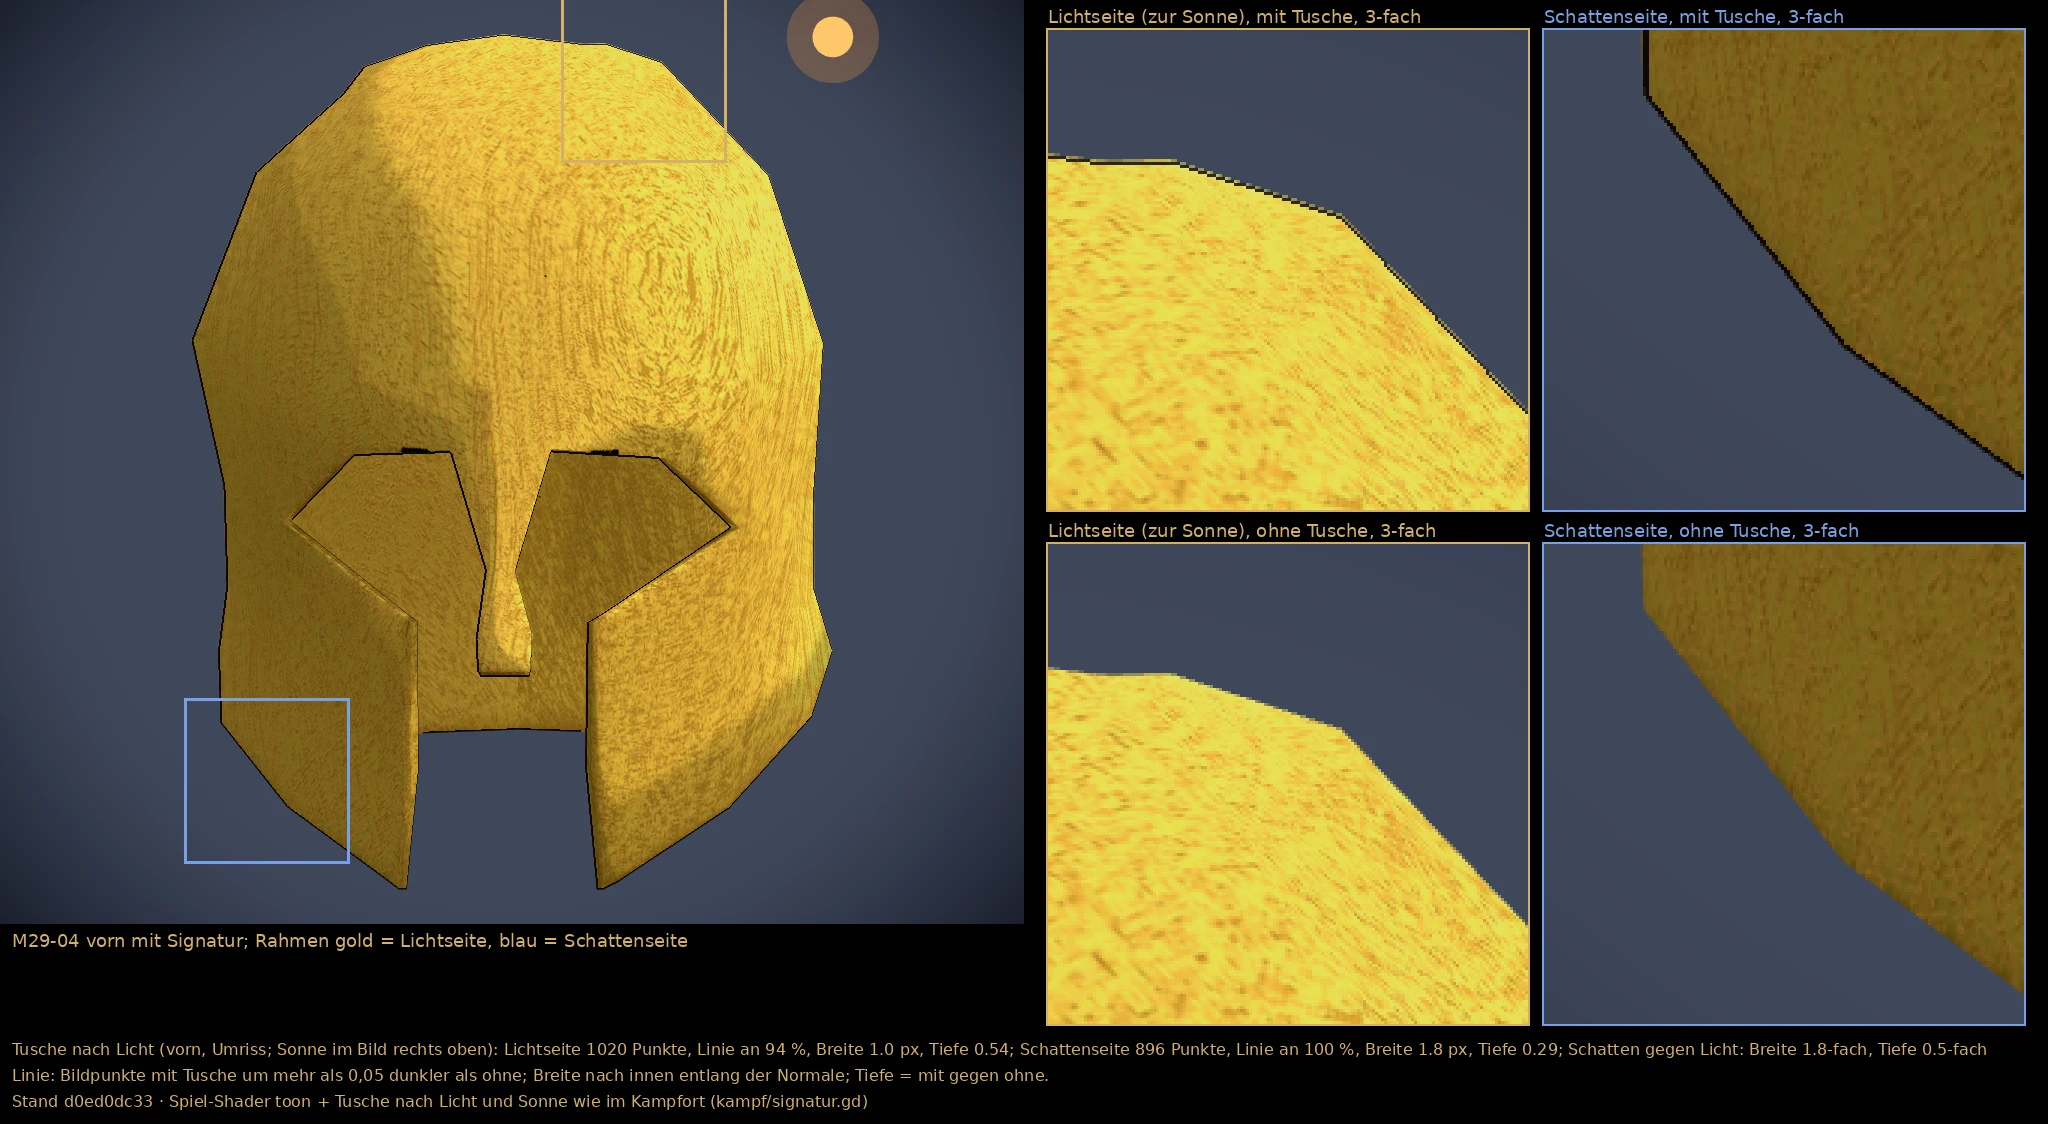 Lichtseite (zur Sonne), mit Tusche, 3-fach
Schattenseite, mit Tusche, 3-fach
Lichtseite (zur Sonne), ohne Tusche, 3-fach
Schattenseite, ohne Tusche, 3-fach
M29-04 vorn mit Signatur; Rahmen gold = Lichtseite, blau = Schattenseite
Tusche nach Licht (vorn, Umriss; Sonne im Bild rechts oben): Lichtseite 1020 Punkte, Linie an 94 %, Breite 1.0 px, Tiefe 0.54; Schattenseite 896 Punkte, Linie an 100 %, Breite 1.8 px, Tiefe 0.29; Schatten gegen Licht: Breite 1.8-fach, Tiefe 0.5-fach
Linie: Bildpunkte mit Tusche um mehr als 0,05 dunkler als ohne; Breite nach innen entlang der Normale; Tiefe = mit gegen ohne.
Stand d0ed0dc33 · Spiel-Shader toon + Tusche nach Licht und Sonne wie im Kampfort (kampf/signatur.gd)